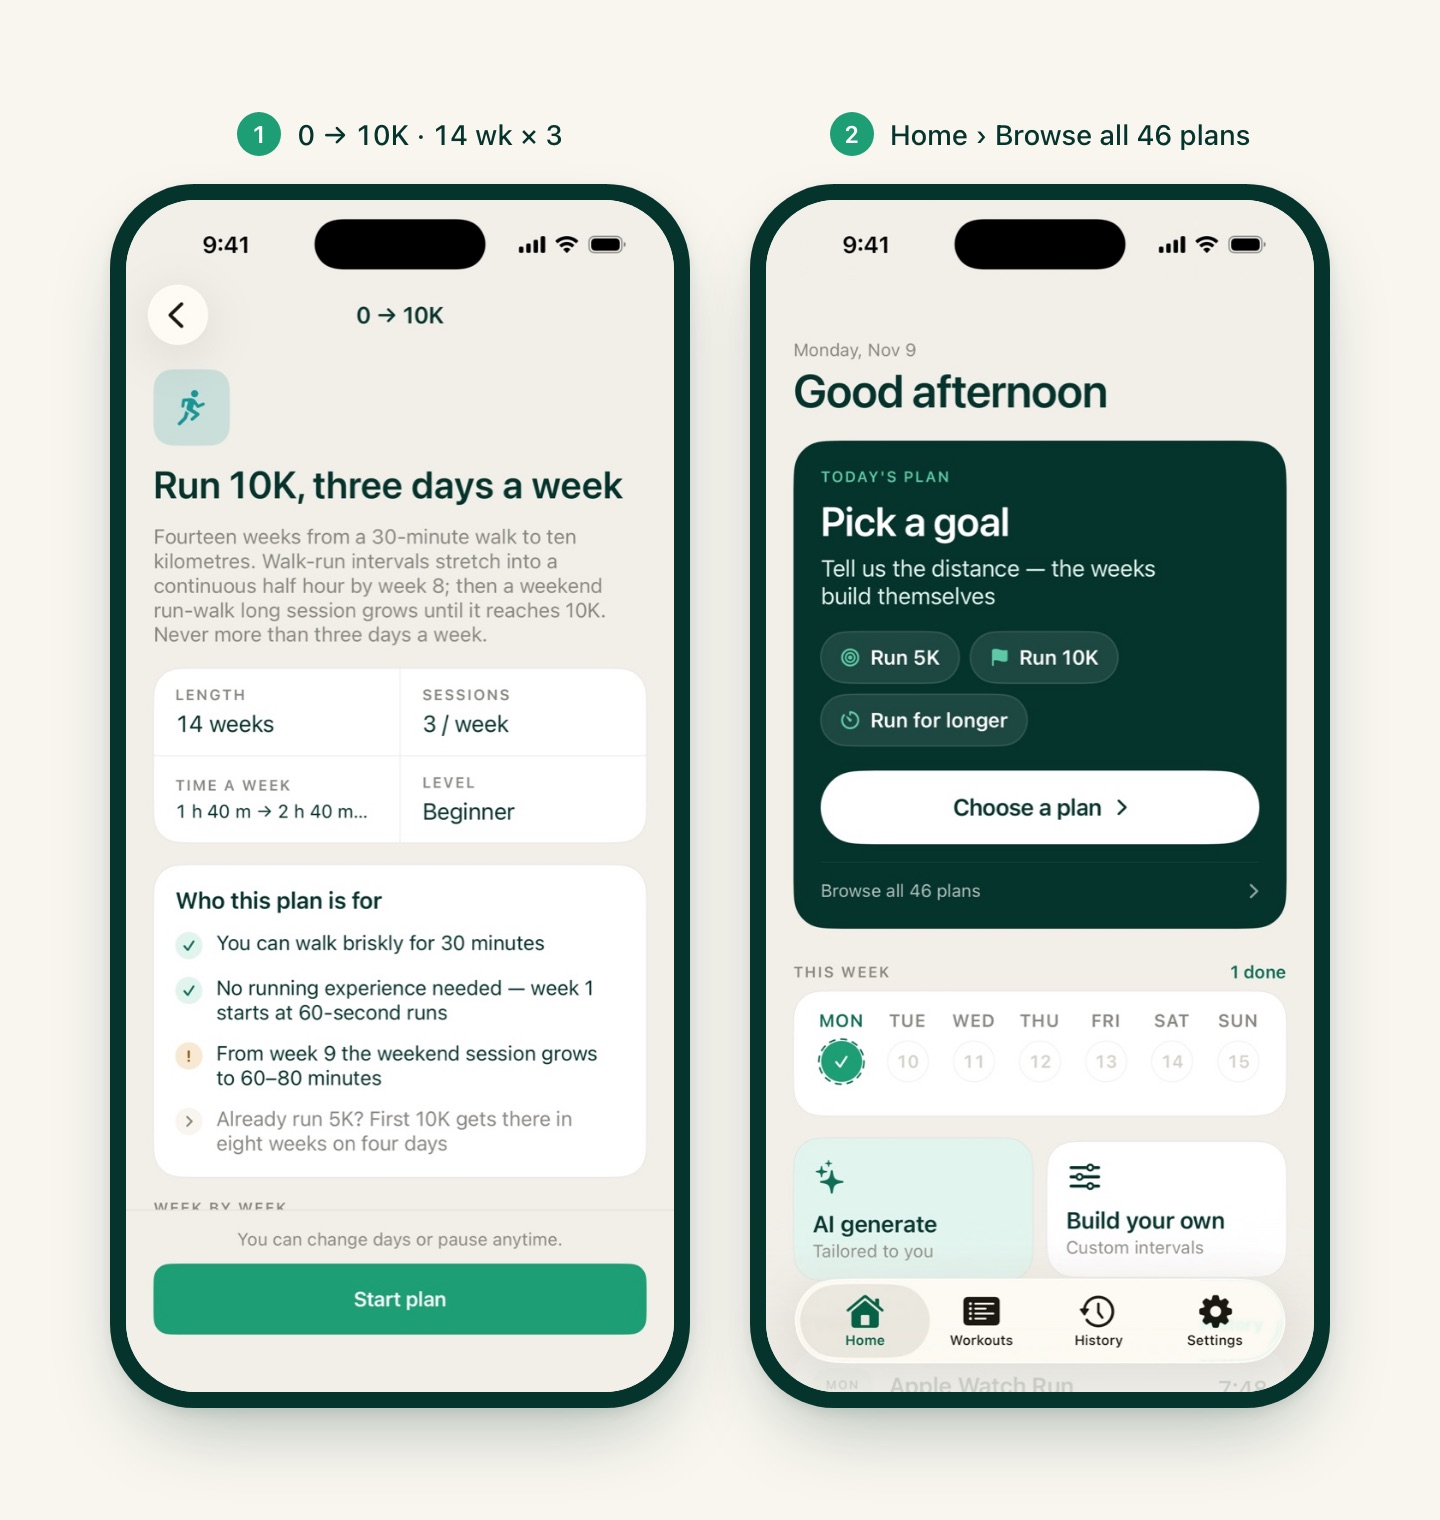 1 0 → 10K · 14 wk × 3
9:41
0 → 10K
Run 10K, three days a week
Fourteen weeks from a 30-minute walk to ten
kilometres. Walk-run intervals stretch into a
continuous half hour by week 8; then a weekend
run-walk long session grows until it reaches 10K.
Never more than three days a week.
LENGTH
14 weeks
SESSIONS
3 / week
TIME A WEEK
1 h 40 m → 2 h 40 m...
LEVEL
Beginner
Who this plan is for
You can walk briskly for 30 minutes
No running experience needed — week 1
starts at 60-second runs
From week 9 the weekend session grows
to 60–80 minutes
Already run 5K? First 10K gets there in
eight weeks on four days
WEEK BY WEEK
You can change days or pause anytime.
Start plan
2 Home › Browse all 46 plans
9:41
Monday, Nov 9
Good afternoon
TODAY'S PLAN
Pick a goal
Tell us the distance — the weeks
build themselves
Run 5K
Run 10K
Run for longer
Choose a plan
Browse all 46 plans
THIS WEEK
1 done
MON TUE WED THU FRI SAT SUN
10 11 12 13 14 15
AI generate
Tailored to you
Build your own
Custom intervals
Home Workouts History Settings
MON Apple Watch Run 7:48